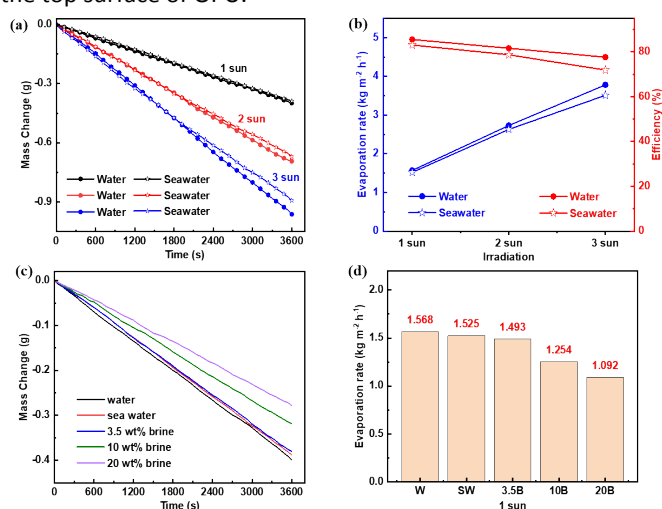 the top surface of
(a)
0.0
-0.3
-0.6
-0.9
Mass Change (g)
1 sun
2 sun
3 sun
Water Seawater
Water Seawater
Water Seawater
0 600 1200 1800 2400 3000 3600
Time (s)
(b)
5
4
3
2
1
0
Evaporation rate (kg m⁻² h⁻¹)
80
60
40
20
0
Efficiency (%)
Water Water
Seawater Seawater
1 sun 2 sun 3 sun
Irradiation
(c)
0.0
-0.1
-0.2
-0.3
-0.4
Mass Change (g)
water
sea water
3.5 wt% brine
10 wt% brine
20 wt% brine
0 600 1200 1800 2400 3000 3600
Time (s)
(d)
2.0
1.5
1.0
0.5
0.0
Evaporation rate (kg m⁻² h⁻¹)
1.568 1.525 1.493 1.254 1.092
W SW 3.5B 10B 20B
1 sun